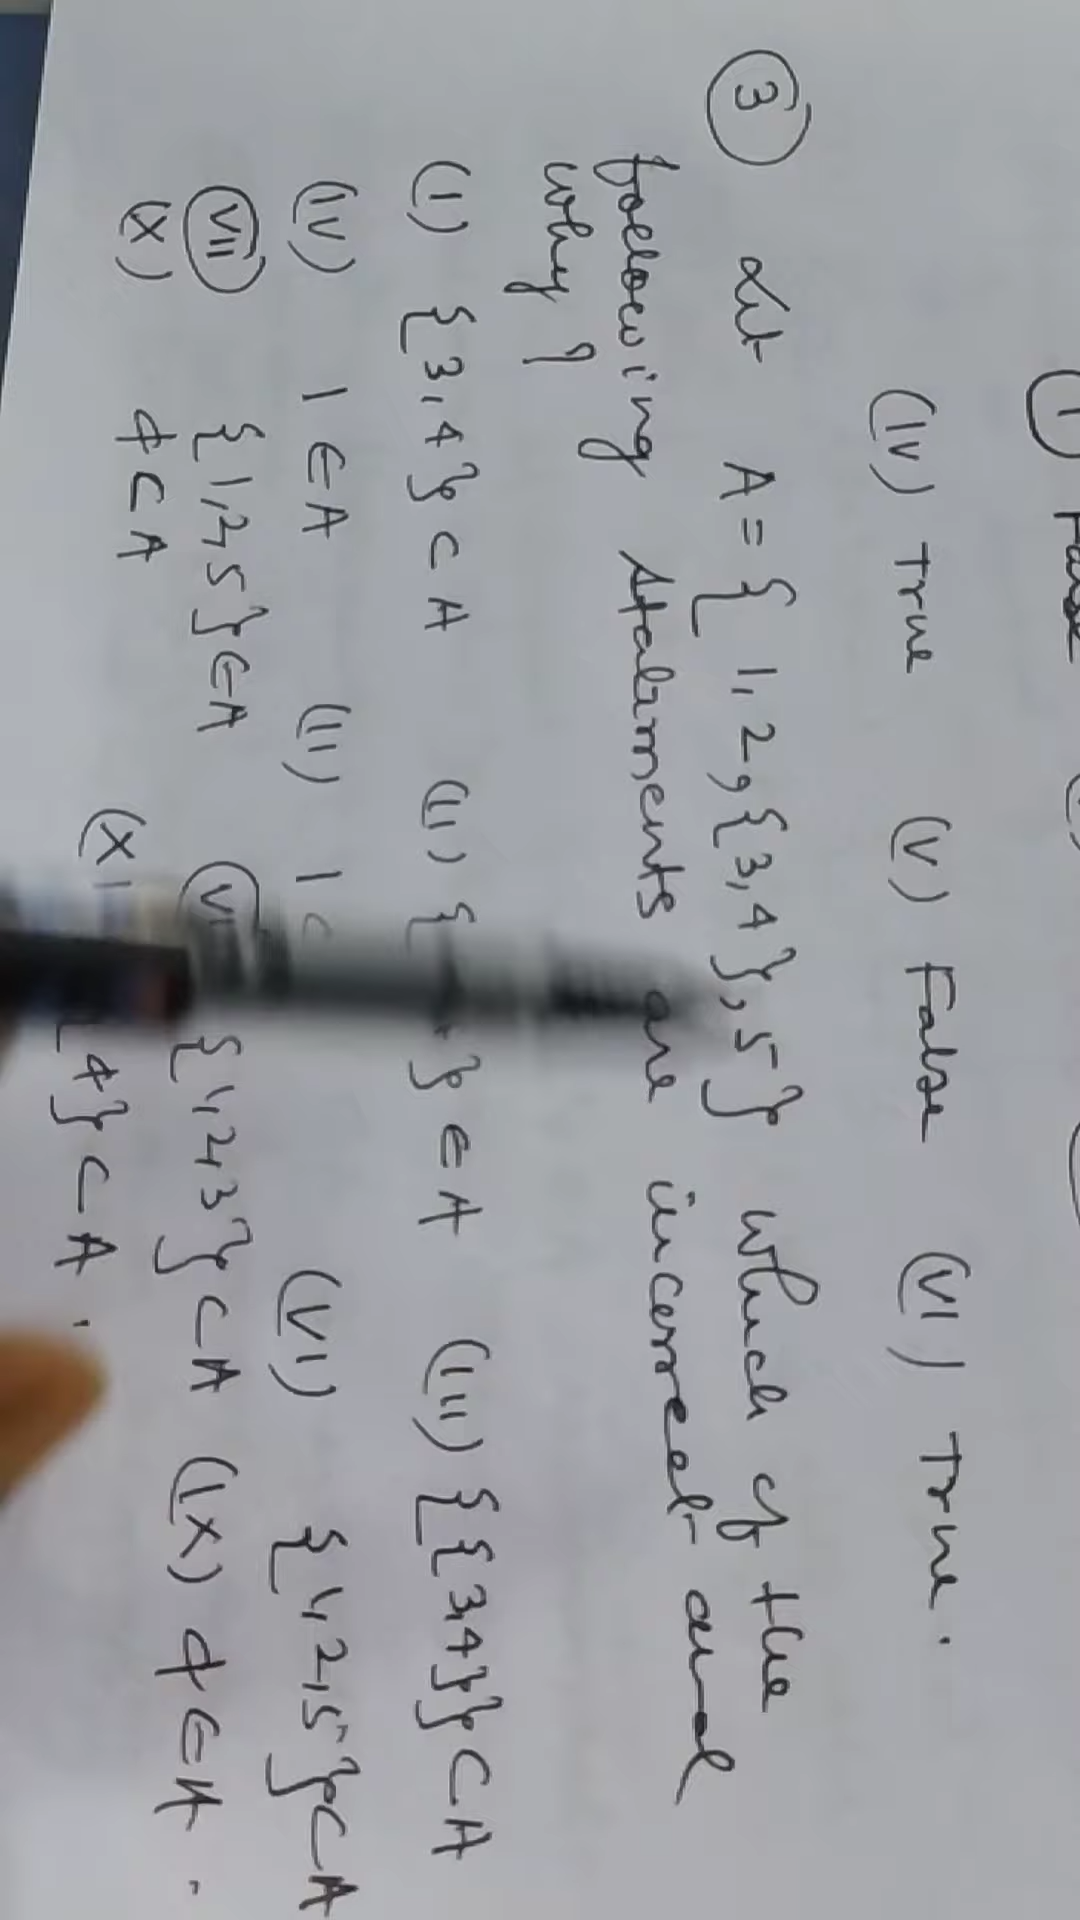 ① False
(IV) True (V) False (VI) True.
③ Let A = { 1, 2, {3, 4}, 5} which of the
following statements are incorrect and
why?
(I) {3, 4} ⊂ A (II) { } ∈ A (III) {{3,4}} ⊂ A
(IV) 1 ∈ A (II) 1 (VI) {1,2,5} ⊂ A
(VII) {1,2,5} ∈ A {1,2,3} ⊂ A (IX) ϕ ∈ A.
(X) ϕ ⊂ A 4} ⊂ A.